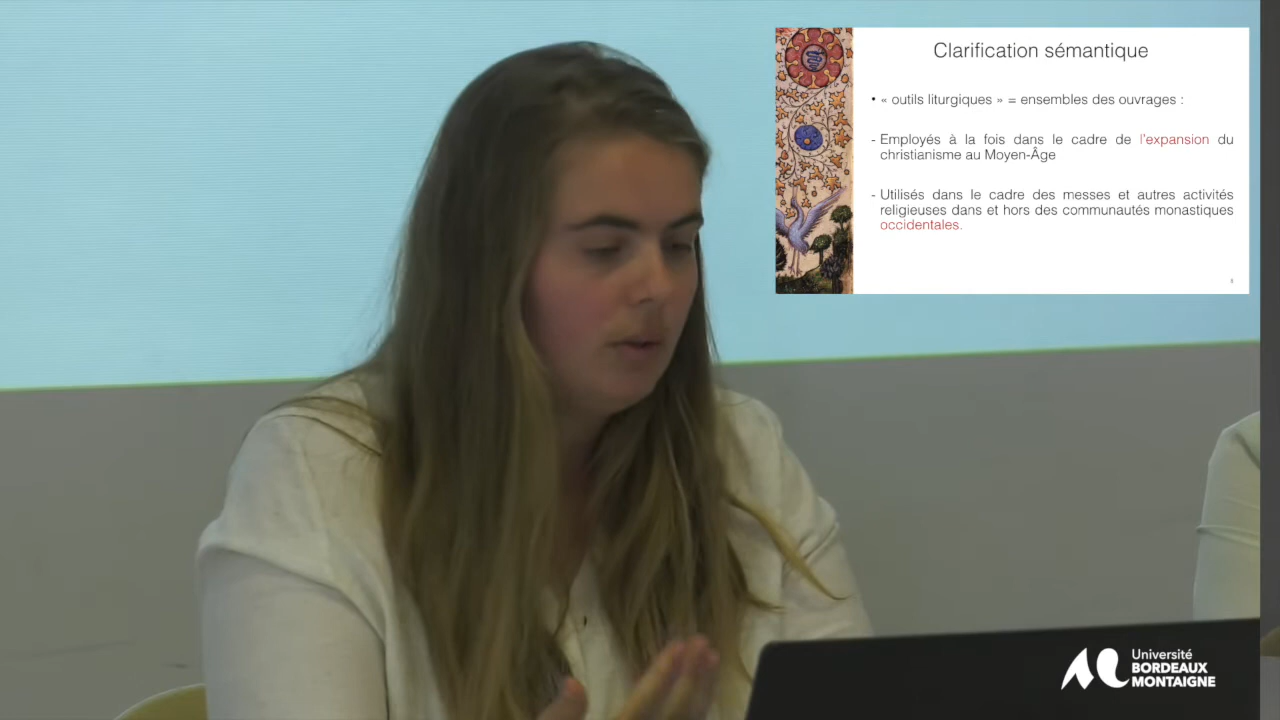 Clarification sémantique
• « outils liturgiques » = ensembles des ouvrages :
- Employés à la fois dans le cadre de l'expansion du
christianisme au Moyen-Âge
- Utilisés dans le cadre des messes et autres activités
religieuses dans et hors des communautés monastiques
occidentales.
Université
BORDEAUX
MONTAIGNE